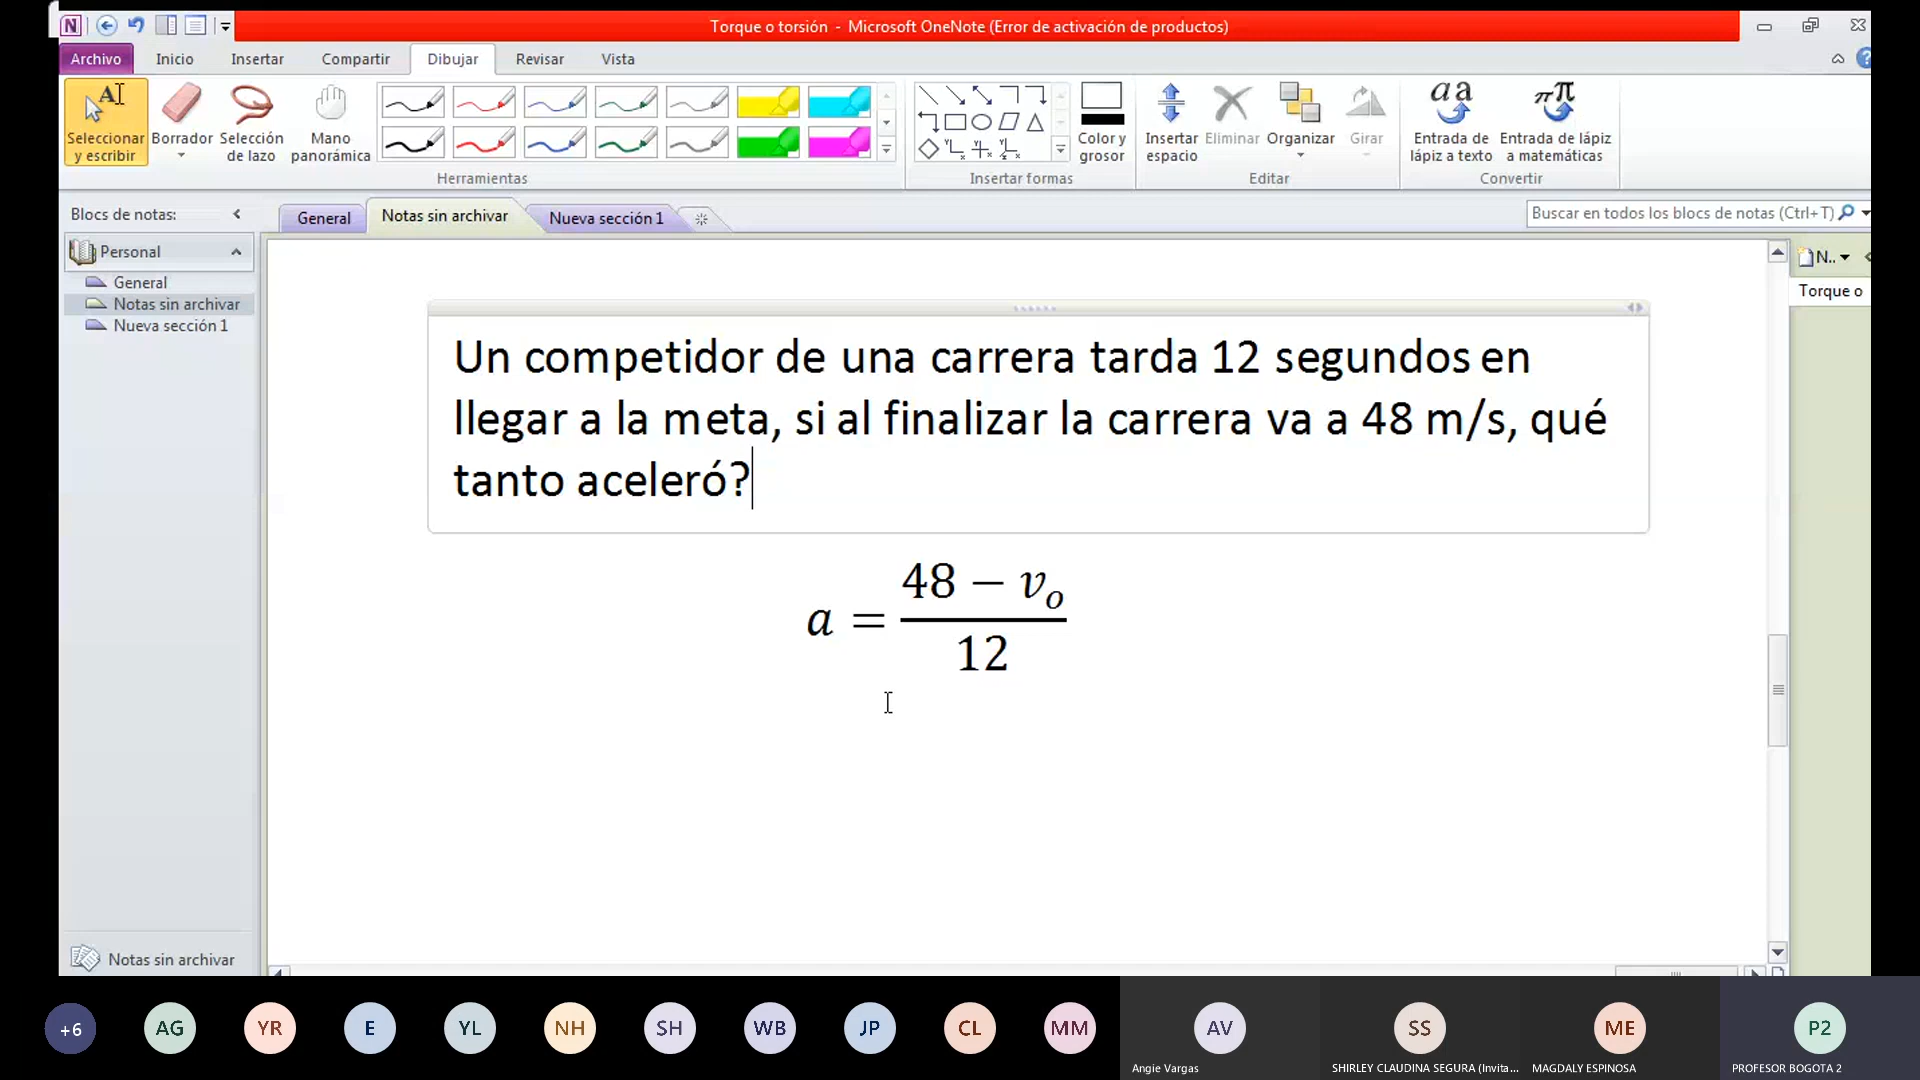 Torque o torsión - Microsoft OneNote (Error de activación de productos)
Archivo Inicio Insertar Compartir Dibujar Revisar Vista
Seleccionar y escribir
Borrador
Selección de lazo
Mano panorámica
Color y grosor
Insertar espacio
Eliminar
Organizar
Girar
Entrada de lápiz a texto
Entrada de lápiz a matemáticas
Herramientas
Insertar formas
Editar
Convertir
Blocs de notas:
General Notas sin archivar Nueva sección 1
Buscar en todos los blocs de notas (Ctrl+T)
Personal
General
Notas sin archivar
Nueva sección 1
N..
Torque o
Un competidor de una carrera tarda 12 segundos en
llegar a la meta, si al finalizar la carrera va a 48 m/s, qué
tanto aceleró?
a = (48 − v₀)/12
Notas sin archivar
+6 AG YR E YL NH SH WB JP CL MM AV SS ME P2
Angie Vargas
SHIRLEY CLAUDINA SEGURA (Invita...
MAGDALY ESPINOSA
PROFESOR BOGOTA 2